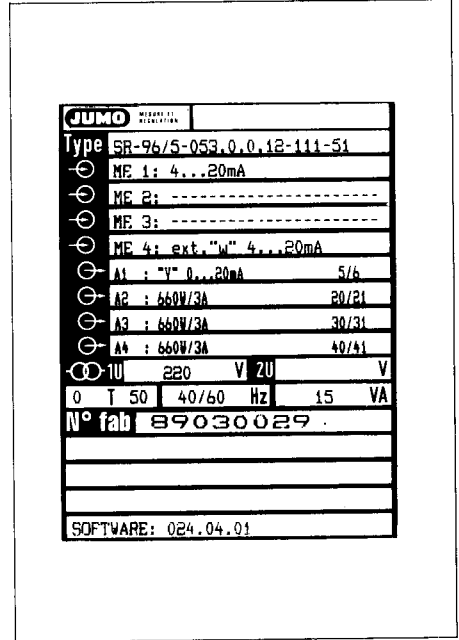 JUMO MESURE ET REGULATION
Type SR-96/5-053,0,0,12-111-51
ME 1: 4...20mA
ME 2: --------------------
ME 3: --------------------
ME 4: ext."w" 4...20mA
A1 : "Y" 0...20mA 5/6
A2 : 660W/3A 20/21
A3 : 660W/3A 30/31
A4 : 660W/3A 40/41
1U 220 V 2U V
0 T 50 40/60 Hz 15 VA
N° fab 89030029
SOFTWARE: 024.04.01